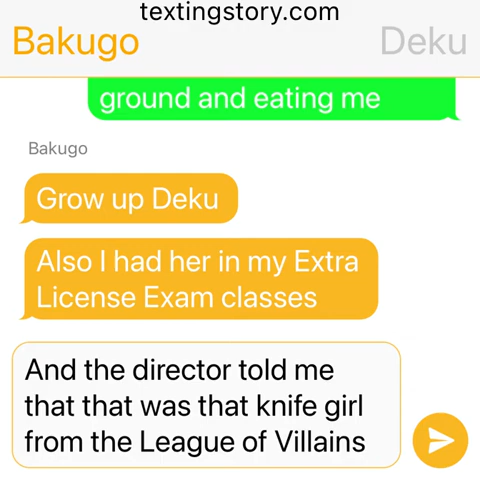 textingstory.com
Bakugo
Deku
ground and eating me
Bakugo
Grow up Deku
Also I had her in my Extra
License Exam classes
And the director told me
that that was that knife girl
from the League of Villains